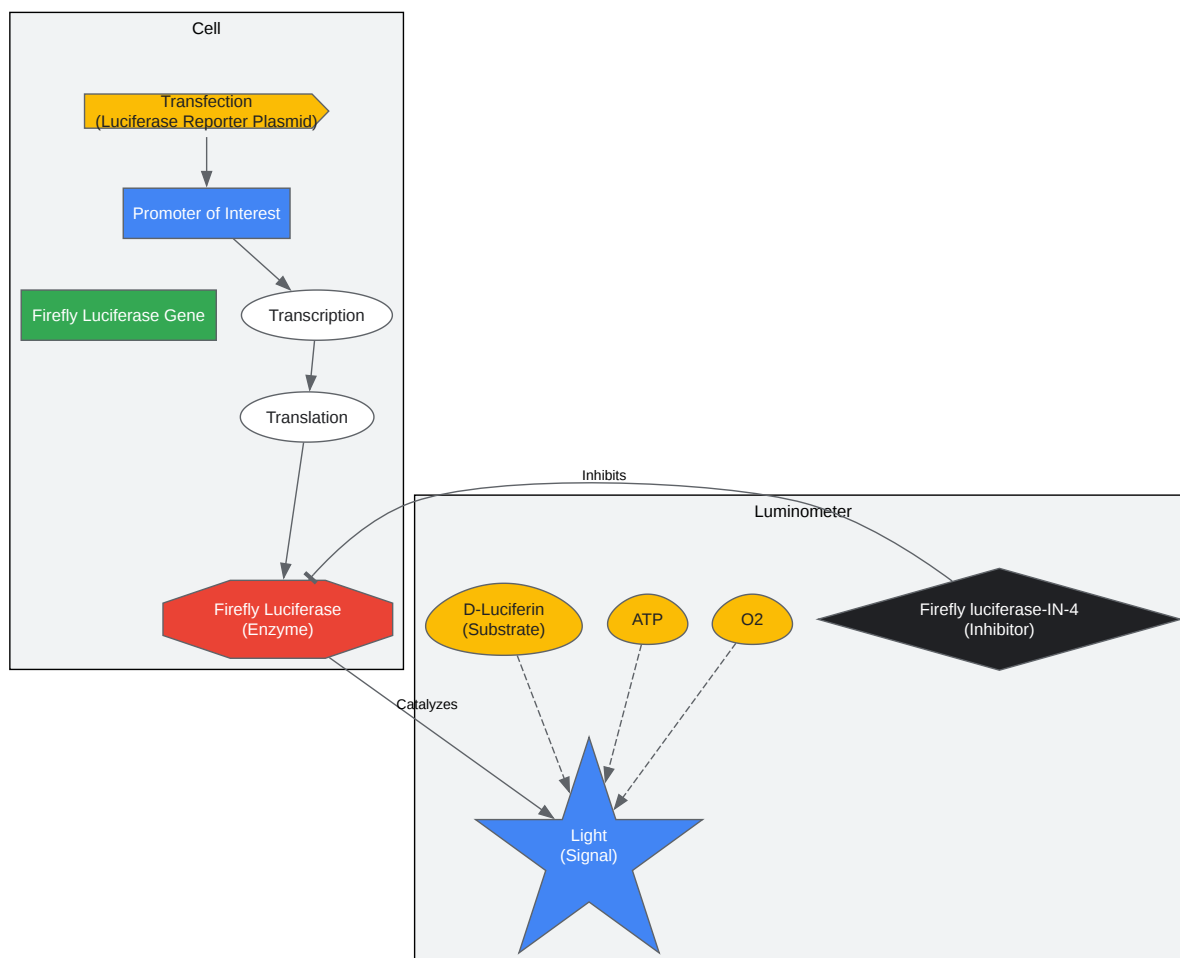 Cell
Transfection
(Luciferase Reporter Plasmid)
Promoter of Interest
Firefly Luciferase Gene
Transcription
Translation
Inhibits
Luminometer
Firefly Luciferase
(Enzyme)
D-Luciferin
(Substrate)
ATP
O2
Firefly luciferase-IN-4
(Inhibitor)
Catalyzes
Light
(Signal)